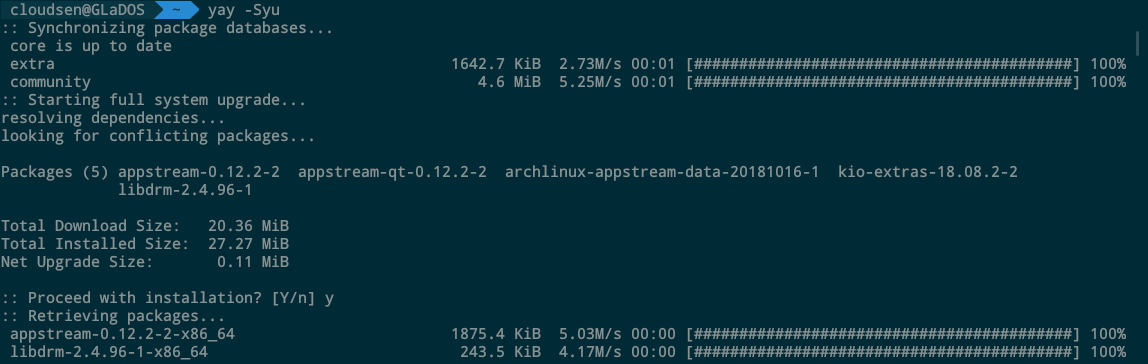 cloudsen@GLaDOS ~ yay -Syu
:: Synchronizing package databases...
core is up to date
extra 1642.7 KiB 2.73M/s 00:01 [##########################################] 100%
community 4.6 MiB 5.25M/s 00:01 [##########################################] 100%
:: Starting full system upgrade...
resolving dependencies...
looking for conflicting packages...
Packages (5) appstream-0.12.2-2 appstream-qt-0.12.2-2 archlinux-appstream-data-20181016-1 kio-extras-18.08.2-2
libdrm-2.4.96-1
Total Download Size: 20.36 MiB
Total Installed Size: 27.27 MiB
Net Upgrade Size: 0.11 MiB
:: Proceed with installation? [Y/n] y
:: Retrieving packages...
appstream-0.12.2-2-x86_64 1875.4 KiB 5.03M/s 00:00 [##########################################] 100%
libdrm-2.4.96-1-x86_64 243.5 KiB 4.17M/s 00:00 [##########################################] 100%